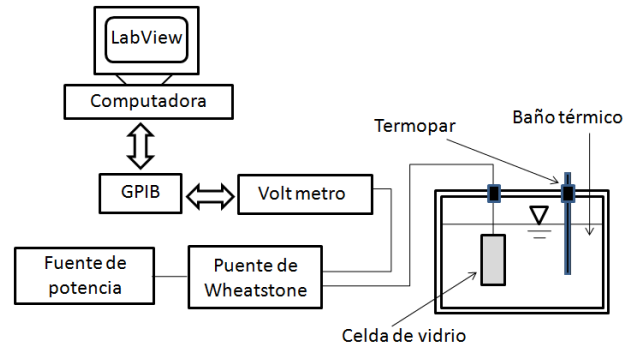 LabView
Computadora
Termopar
Baño térmico
GPIB
Volt metro
Fuente de
potencia
Puente de
Wheatstone
Celda de vidrio